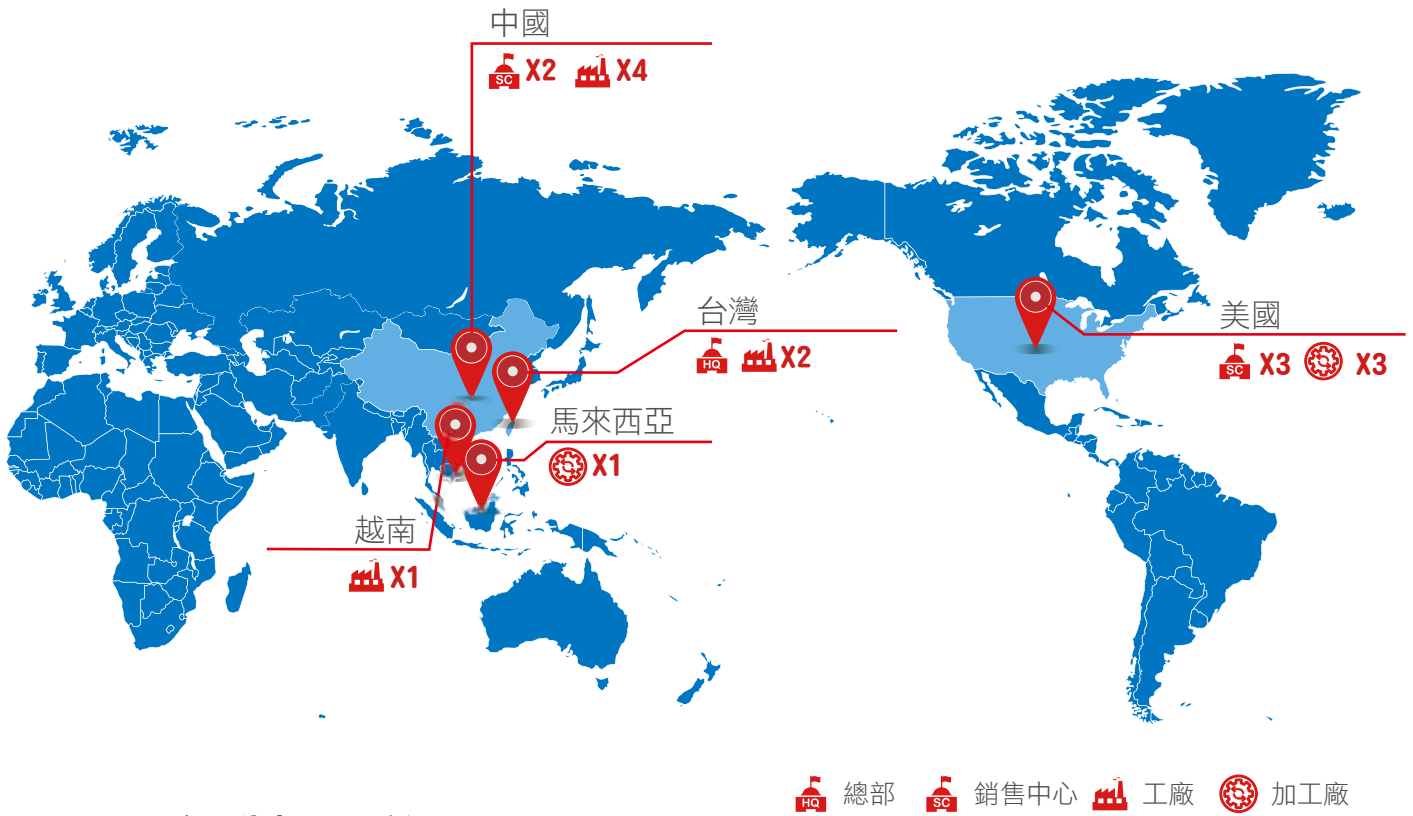 中國
SC X2 X4
台灣
HQ X2
美國
SC X3 X3
馬來西亞
X1
越南
X1
HQ 總部 SC 銷售中心 工廠 加工廠